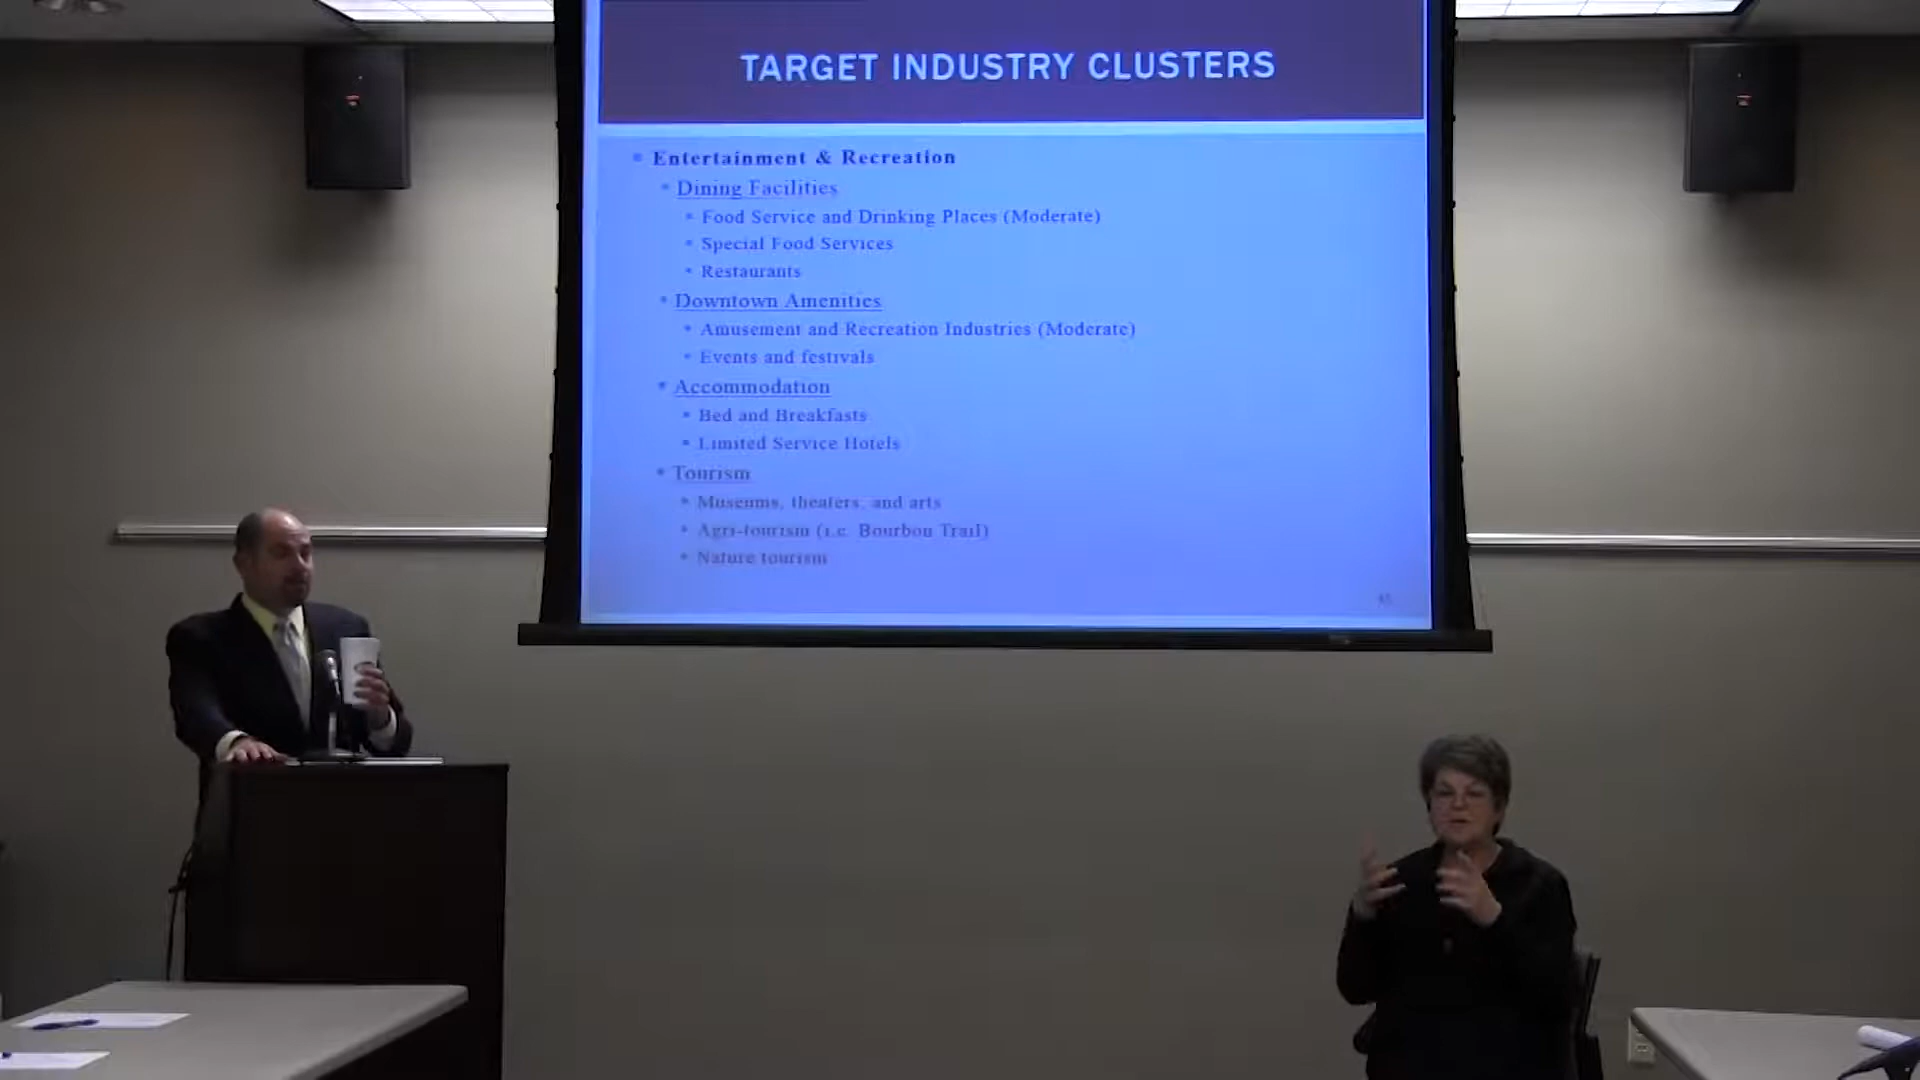 TARGET INDUSTRY CLUSTERS
Entertainment & Recreation
Dining Facilities
Food Service and Drinking Places (Moderate)
Special Food Services
Restaurants
Downtown Amenities
Amusement and Recreation Industries (Moderate)
Events and festivals
Accommodation
Bed and Breakfasts
Limited Service Hotels
Tourism
Museums, theaters, and arts
Agri-tourism (i.e. Bourbon Trail)
Nature tourism